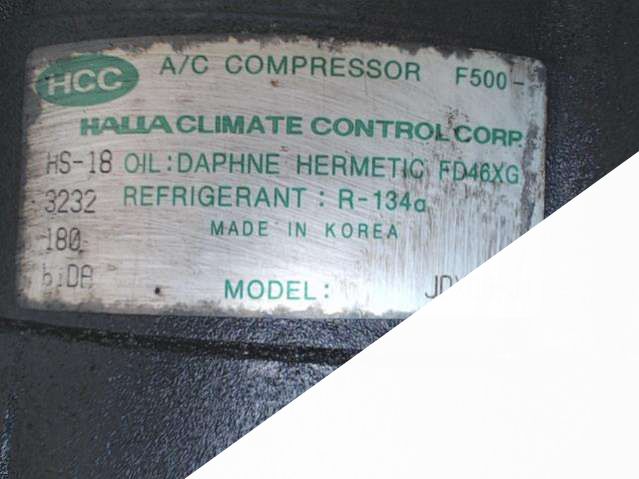 HCC A/C COMPRESSOR F500-
HALLA CLIMATE CONTROL CORP.
HS-18 OIL:DAPHNE HERMETIC FD46XG
3232 REFRIGERANT : R-134a
180 MADE IN KOREA
MODEL: